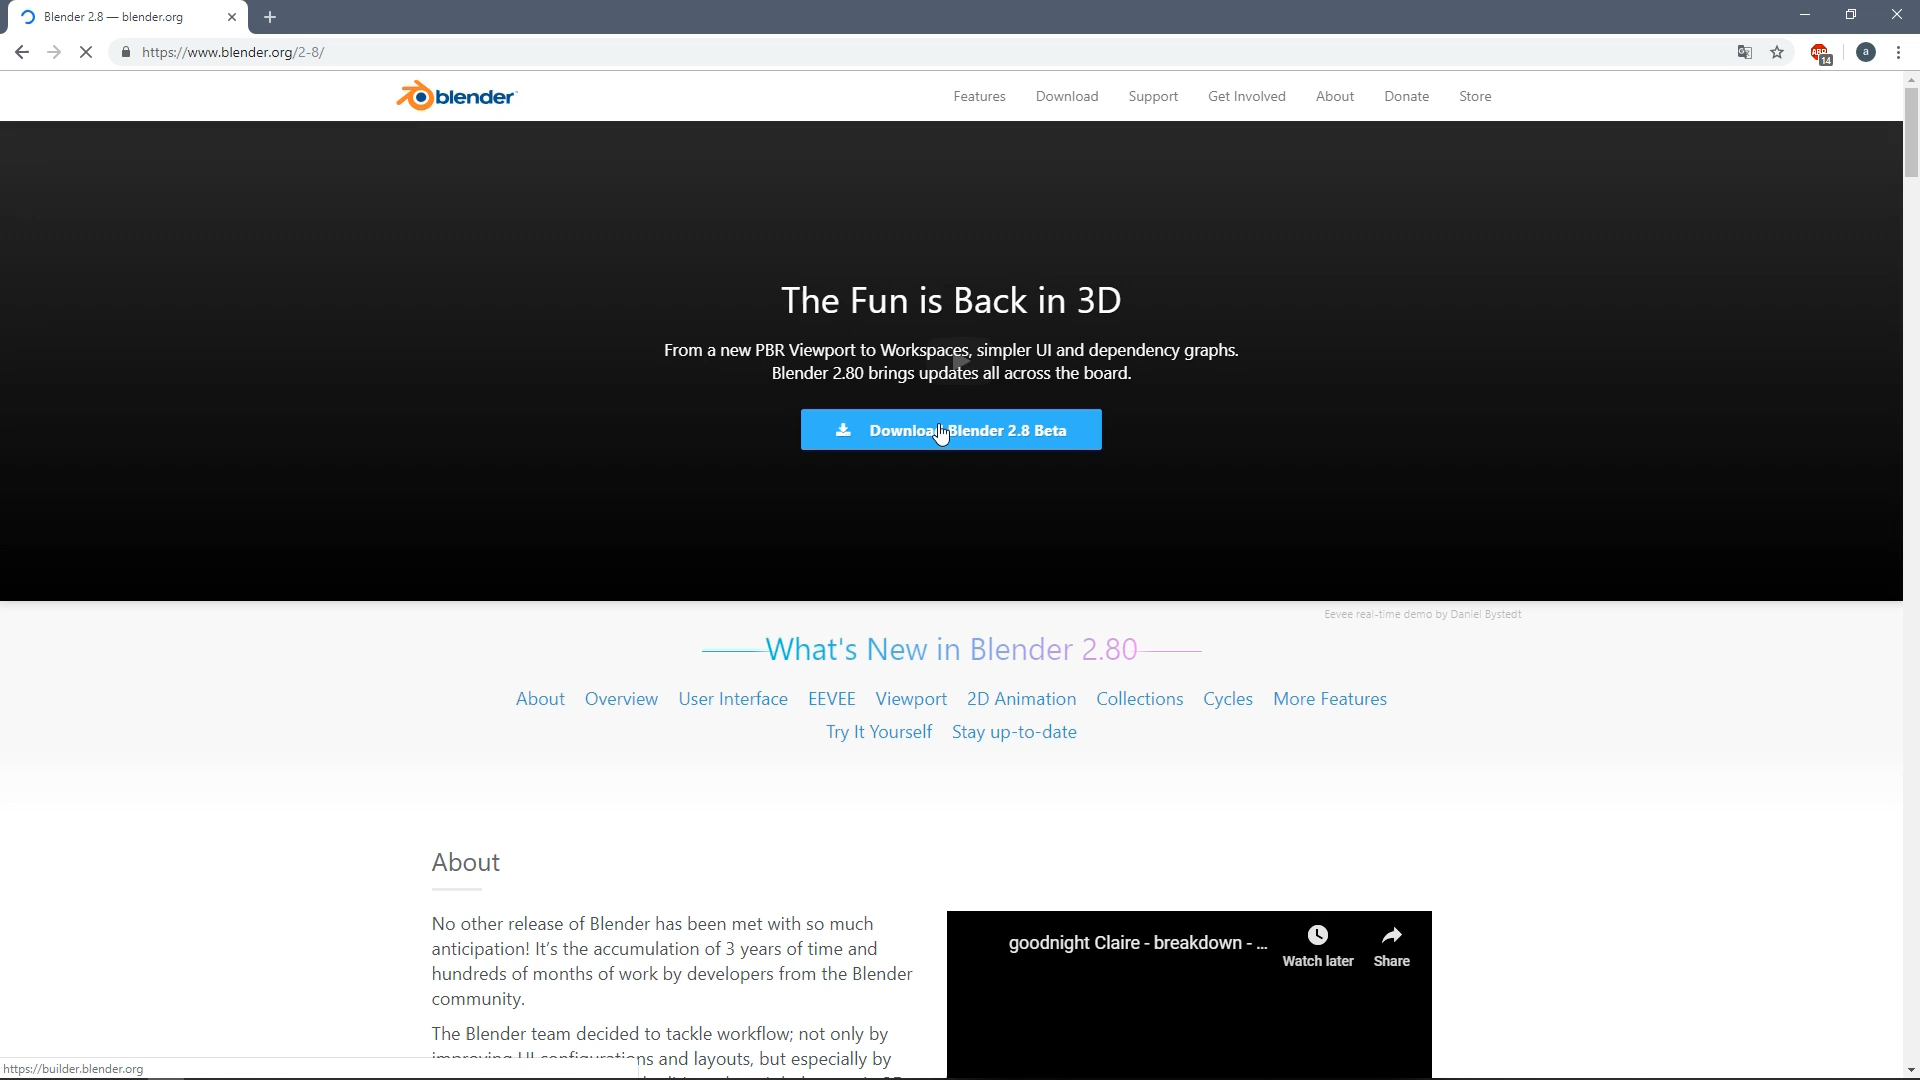 Blender 2.8 — blender.org
https://www.blender.org/2-8/
14
a
blender
Features Download Support Get Involved About Donate Store
The Fun is Back in 3D
From a new PBR Viewport to Workspaces, simpler UI and dependency graphs.
Blender 2.80 brings updates all across the board.
Download Blender 2.8 Beta
Eevee real-time demo by Daniel Bystedt
What's New in Blender 2.80
About Overview User Interface EEVEE Viewport 2D Animation Collections Cycles More Features
Try It Yourself Stay up-to-date
About
No other release of Blender has been met with so much
anticipation! It's the accumulation of 3 years of time and
hundreds of months of work by developers from the Blender
community.
The Blender team decided to tackle workflow; not only by
improving UI configurations and layouts, but especially by
goodnight Claire - breakdown - ...
Watch later Share
https://builder.blender.org